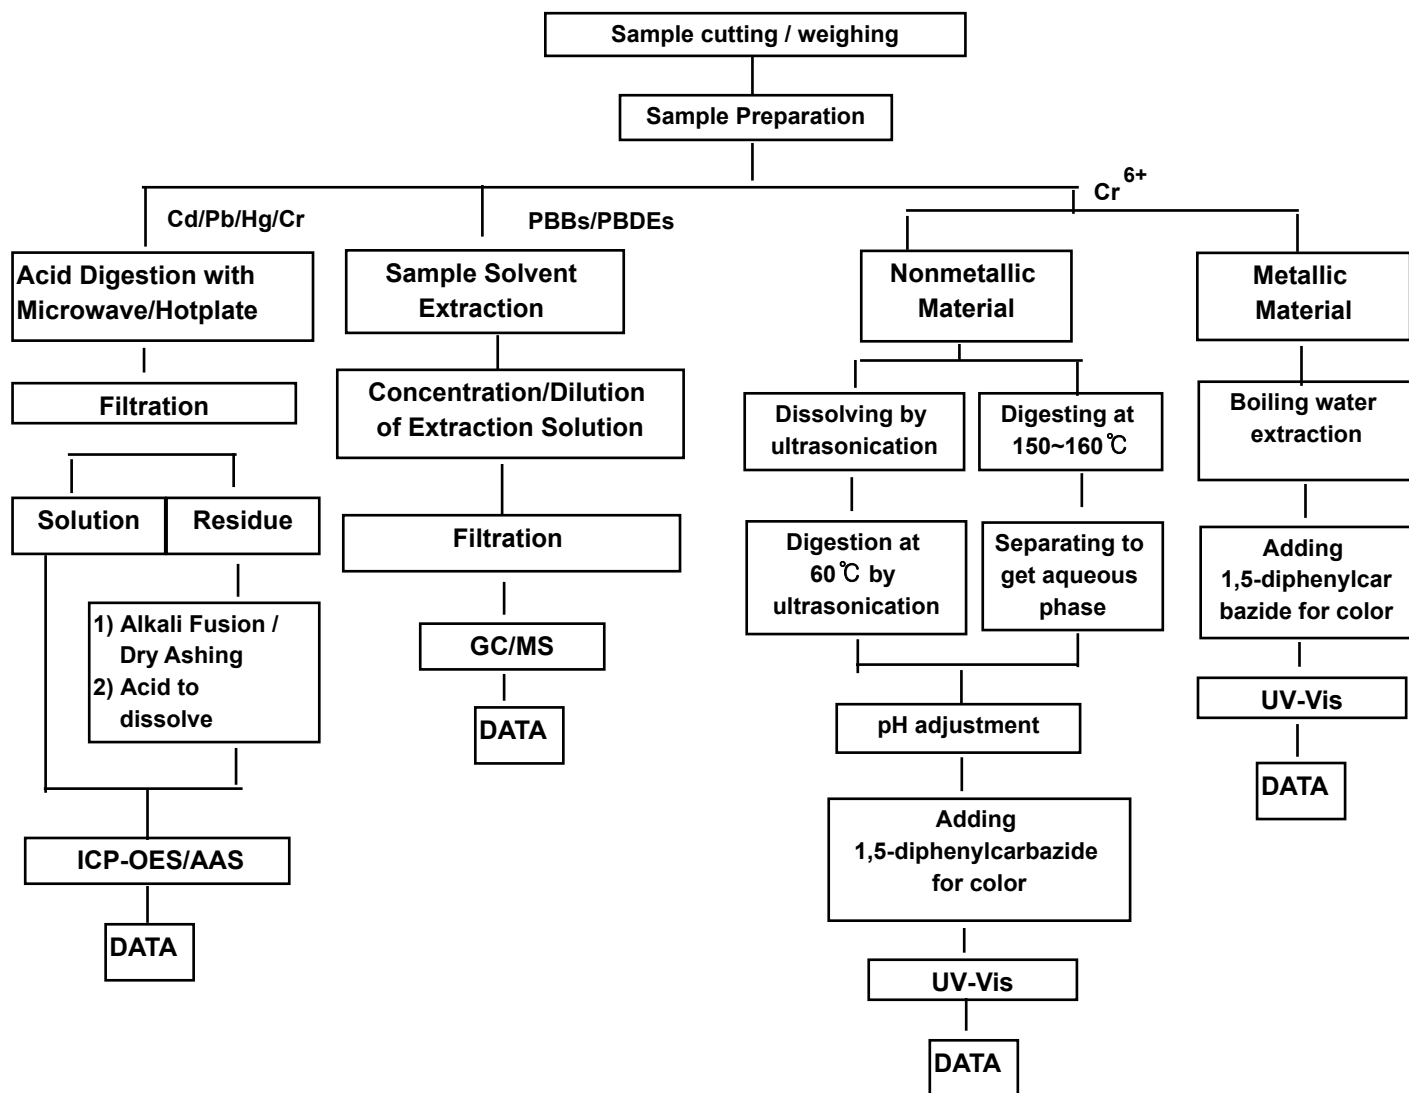 Sample cutting / weighing
Sample Preparation
Cd/Pb/Hg/Cr
PBBs/PBDEs
Cr 6+
Acid Digestion with
Microwave/Hotplate
Filtration
Solution
Residue
1) Alkali Fusion /
Dry Ashing
2) Acid to
dissolve
ICP-OES/AAS
DATA
Sample Solvent
Extraction
Concentration/Dilution
of Extraction Solution
Filtration
GC/MS
DATA
Nonmetallic
Material
Dissolving by
ultrasonication
Digestion at
60℃ by
ultrasonication
Digesting at
150~160℃
Separating to
get aqueous
phase
pH adjustment
Adding
1,5-diphenylcarbazide
for color
UV-Vis
DATA
Metallic
Material
Boiling water
extraction
Adding
1,5-diphenylcar
bazide for color
UV-Vis
DATA